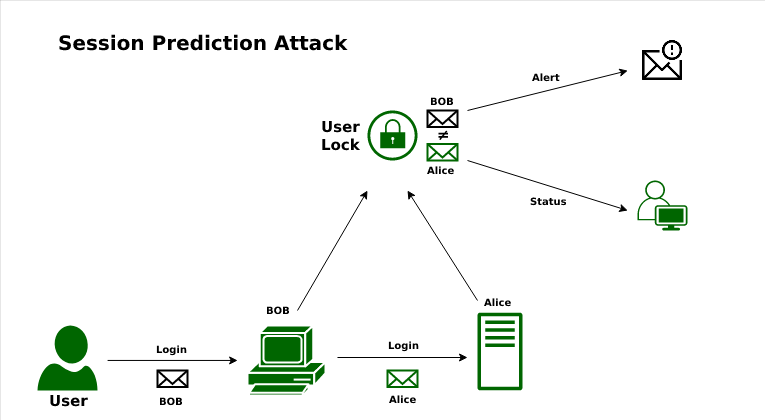 Session Prediction Attack
Alert
BOB
User
Lock
≠
Alice
Status
BOB
Alice
Login
BOB
Login
Alice
User